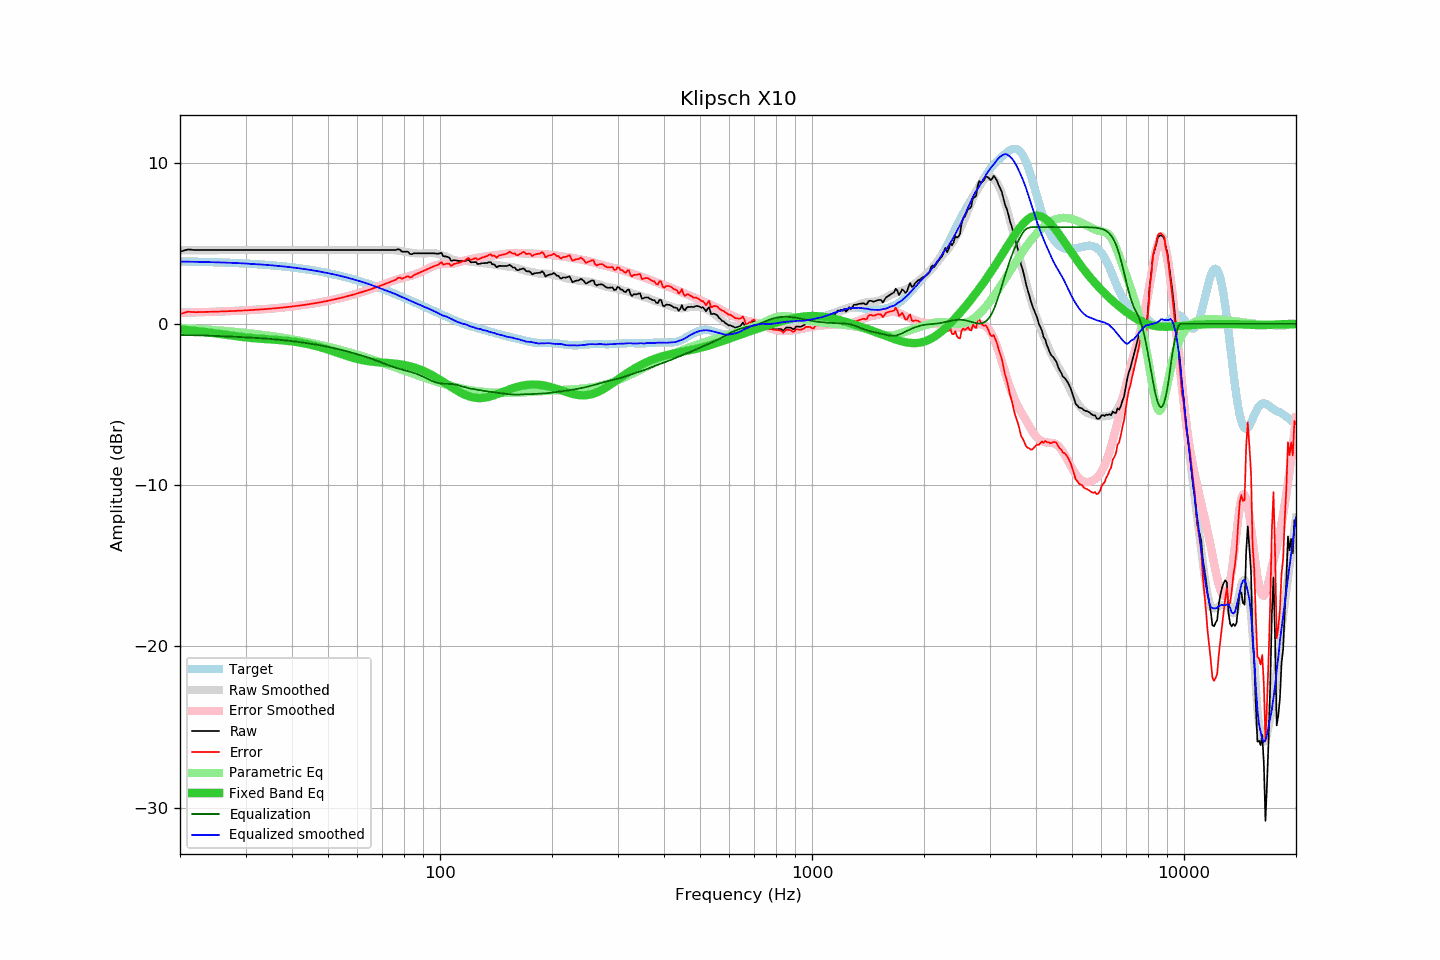 Klipsch X10
Amplitude (dBr)
10
0
−10
−20
−30
Target
Raw Smoothed
Error Smoothed
Raw
Error
Parametric Eq
Fixed Band Eq
Equalization
Equalized smoothed
100
1000
10000
Frequency (Hz)